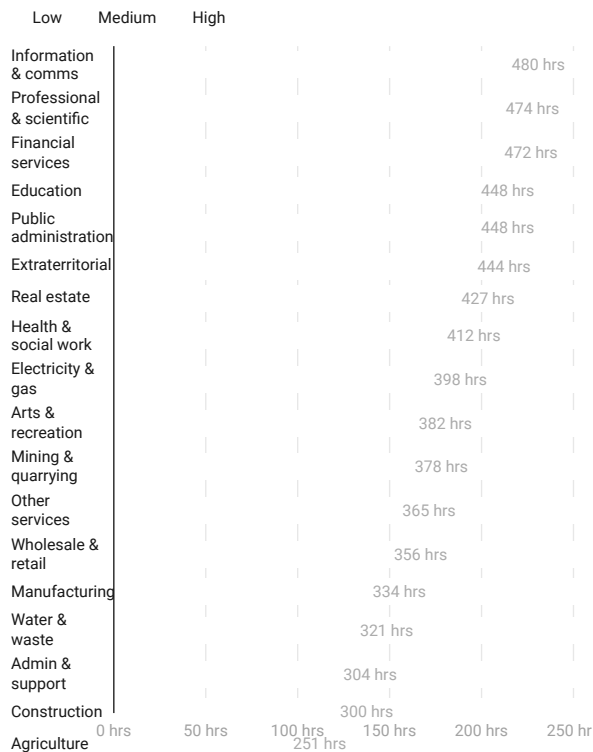 Low Medium High
Information
& comms
480 hrs
Professional
& scientific
474 hrs
Financial
services
472 hrs
Education
448 hrs
Public
administration
448 hrs
Extraterritorial
444 hrs
Real estate
427 hrs
Health &
social work
412 hrs
Electricity &
gas
398 hrs
Arts &
recreation
382 hrs
Mining &
quarrying
378 hrs
Other
services
365 hrs
Wholesale &
retail
356 hrs
Manufacturing
334 hrs
Water &
waste
321 hrs
Admin &
support
304 hrs
Construction
300 hrs
0 hrs 50 hrs 100 hrs 150 hrs 200 hrs 250 hr
Agriculture
251 hrs